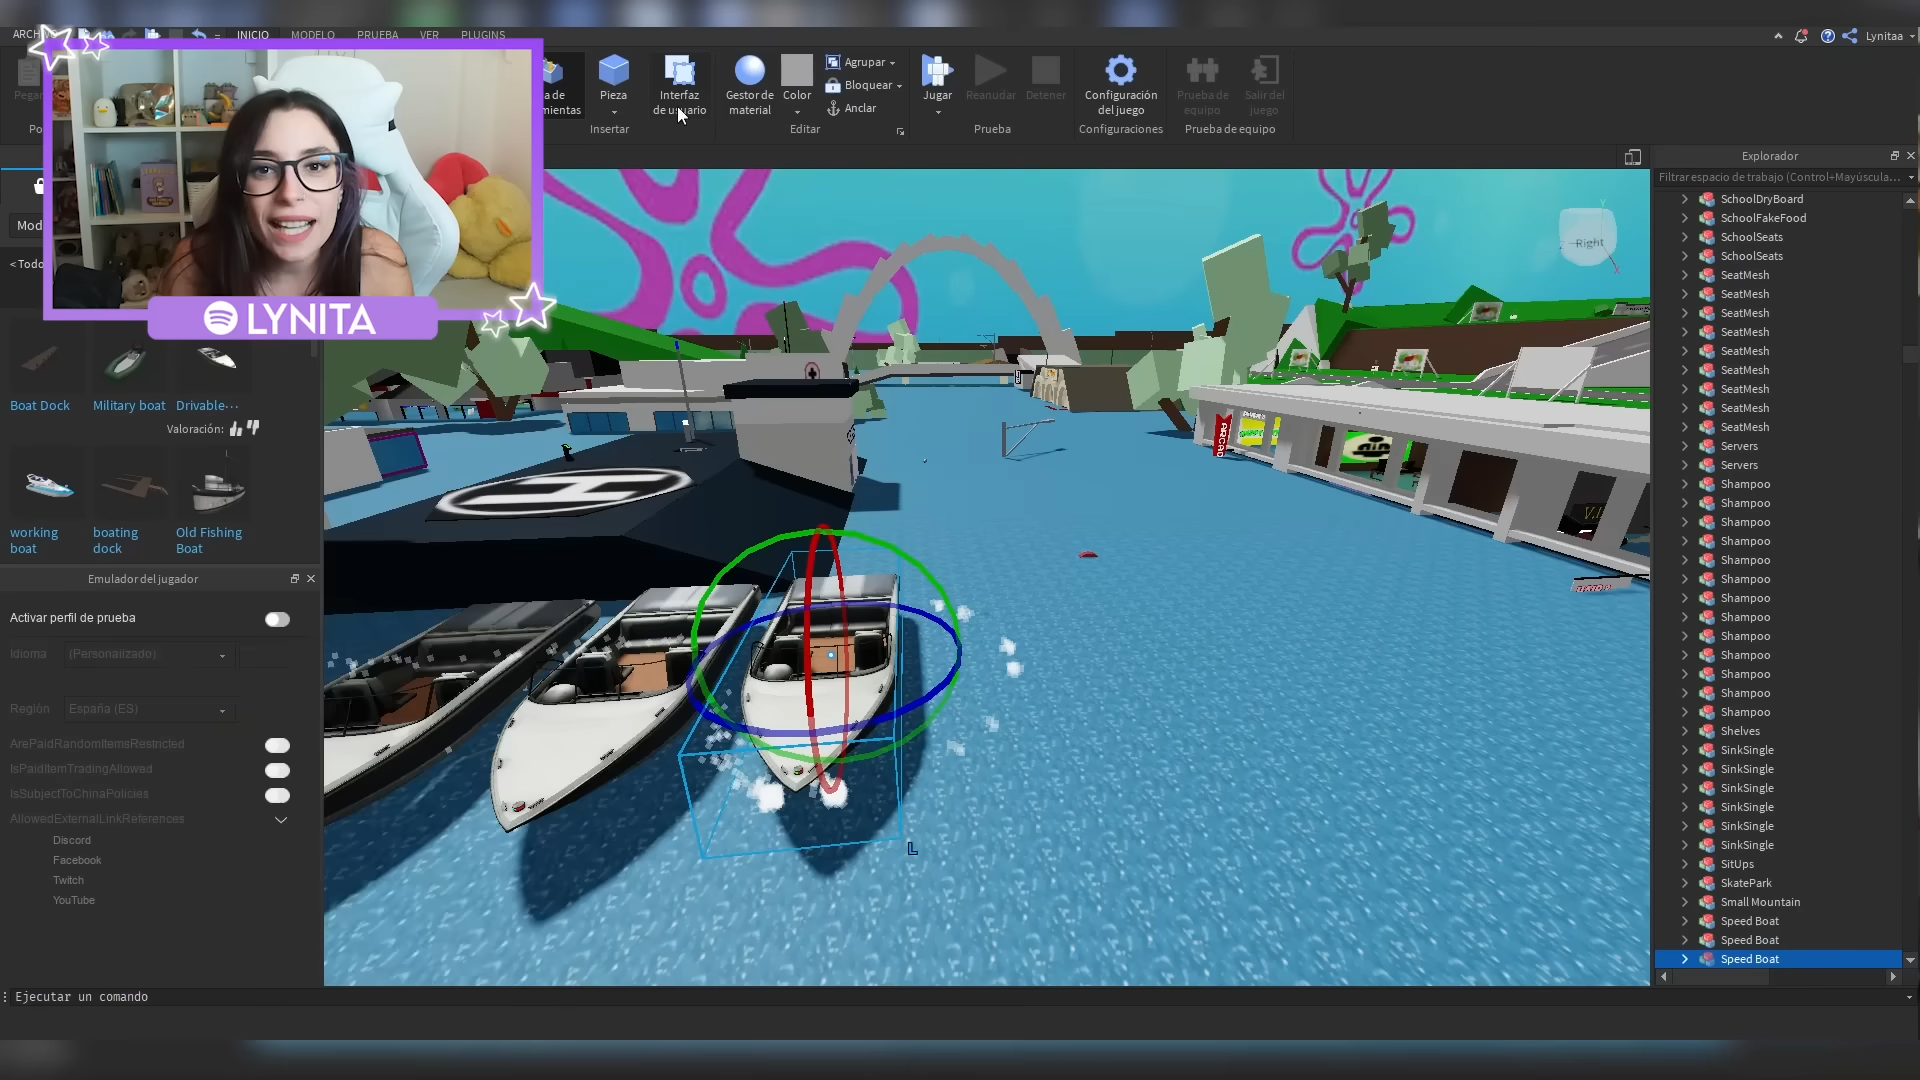 ARCHIVO
INICIO
MODELO
PRUEBA
VER
PLUGINS
Lynitaa
Pegar
Pieza
Interfaz
de usuario
Insertar
Gestor de
material
Color
Agrupar
Bloquear
Anclar
Editar
Jugar
Reanudar
Detener
Prueba
Configuración
del juego
Configuraciones
Prueba de
equipo
Salir del
juego
Prueba de equipo
LYNITA
< Todo
Boat Dock
Military boat
Drivable...
Valoración:
working
boat
boating
dock
Old Fishing
Boat
Emulador del jugador
Activar perfil de prueba
Idioma
(Personalizado)
Región
España (ES)
ArePaidRandomItemsRestricted
IsPaidItemTradingAllowed
IsSubjectToChinaPolicies
AllowedExternalLinkReferences
Discord
Facebook
Twitch
YouTube
Right
H
L
Explorador
Filtrar espacio de trabajo (Control+Mayúscula...
SchoolDryBoard
SchoolFakeFood
SchoolSeats
SchoolSeats
SeatMesh
SeatMesh
SeatMesh
SeatMesh
SeatMesh
SeatMesh
SeatMesh
SeatMesh
SeatMesh
Servers
Servers
Shampoo
Shampoo
Shampoo
Shampoo
Shampoo
Shampoo
Shampoo
Shampoo
Shampoo
Shampoo
Shampoo
Shampoo
Shampoo
Shelves
SinkSingle
SinkSingle
SinkSingle
SinkSingle
SinkSingle
SinkSingle
SitUps
SkatePark
Small Mountain
Speed Boat
Speed Boat
Speed Boat
Ejecutar un comando